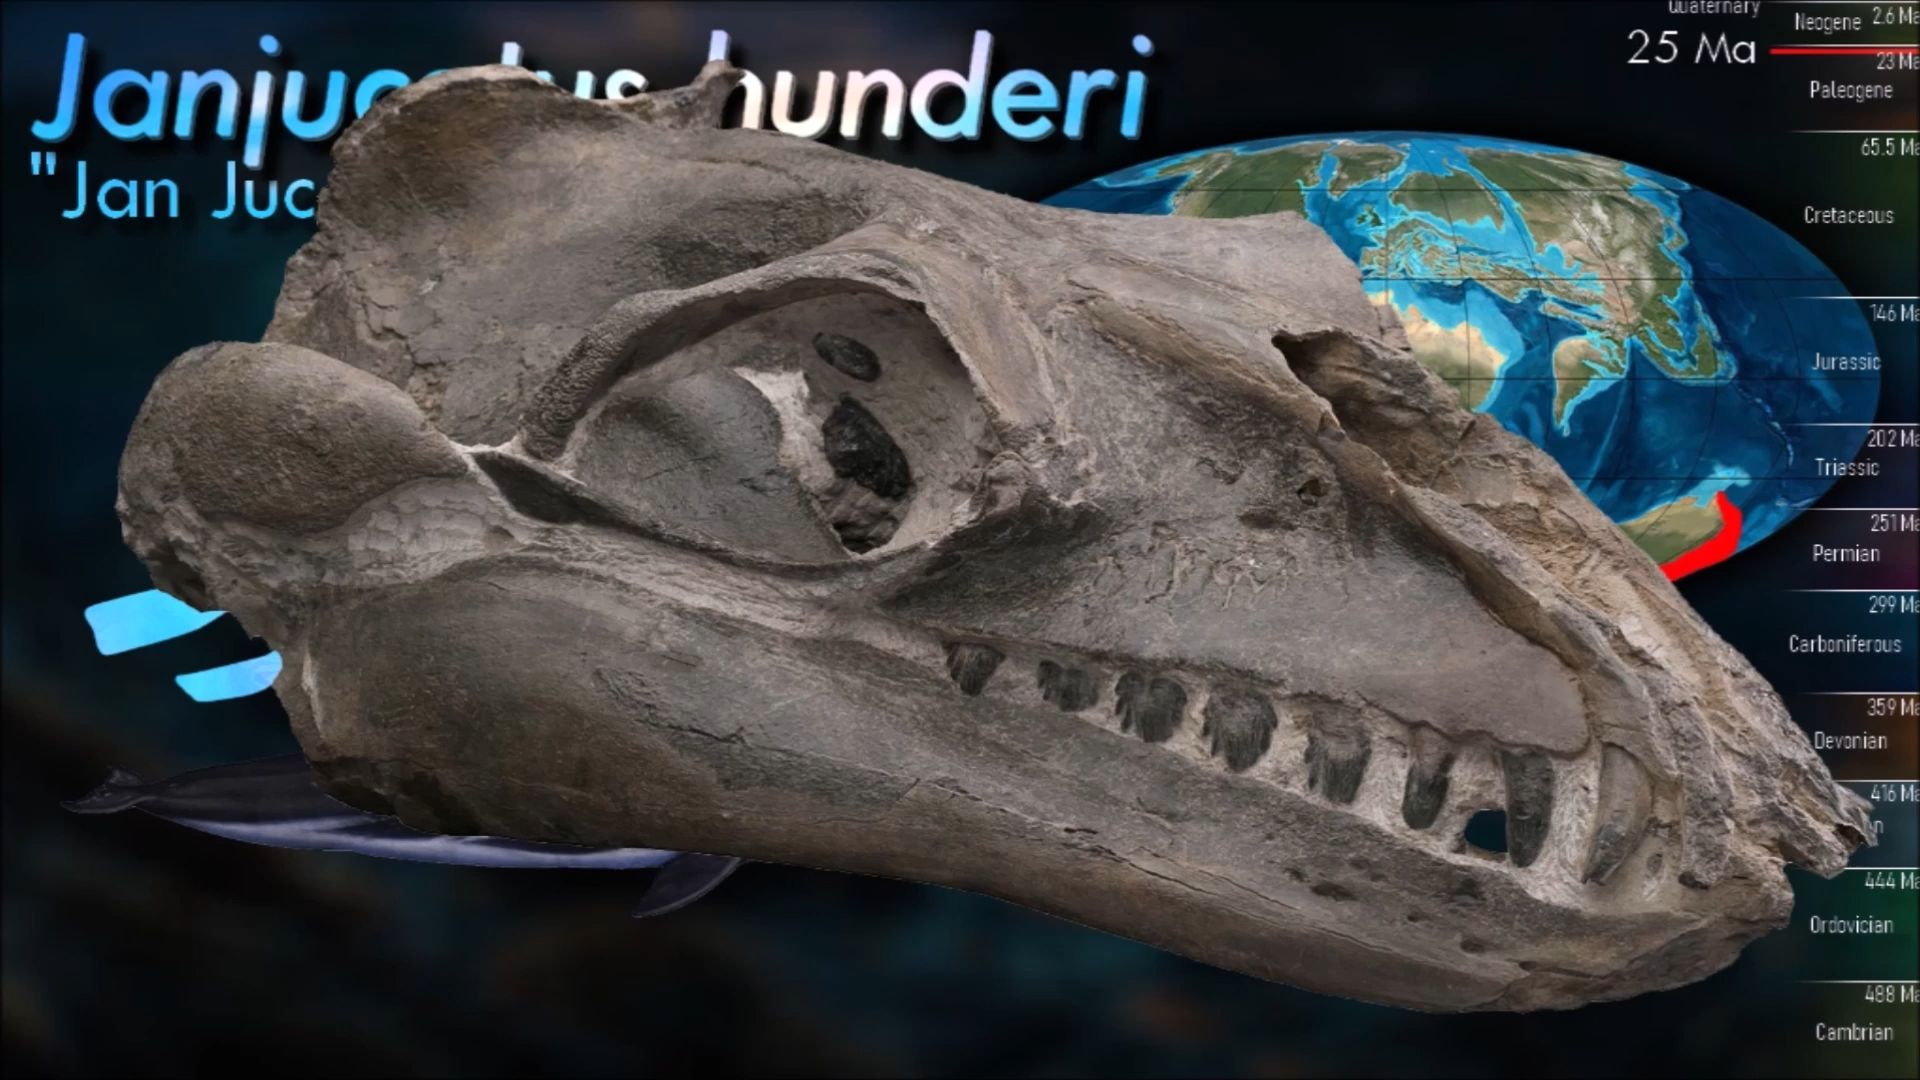 Janjuc tus hunderi
"Jan Juc
Quaternary
25 Ma
Neogene
2.6 Ma
23 Ma
Paleogene
65.5 Ma
Cretaceous
146 Ma
Jurassic
202 Ma
Triassic
251 Ma
Permian
299 Ma
Carboniferous
359 Ma
Devonian
416 Ma
n
444 Ma
Ordovician
488 Ma
Cambrian